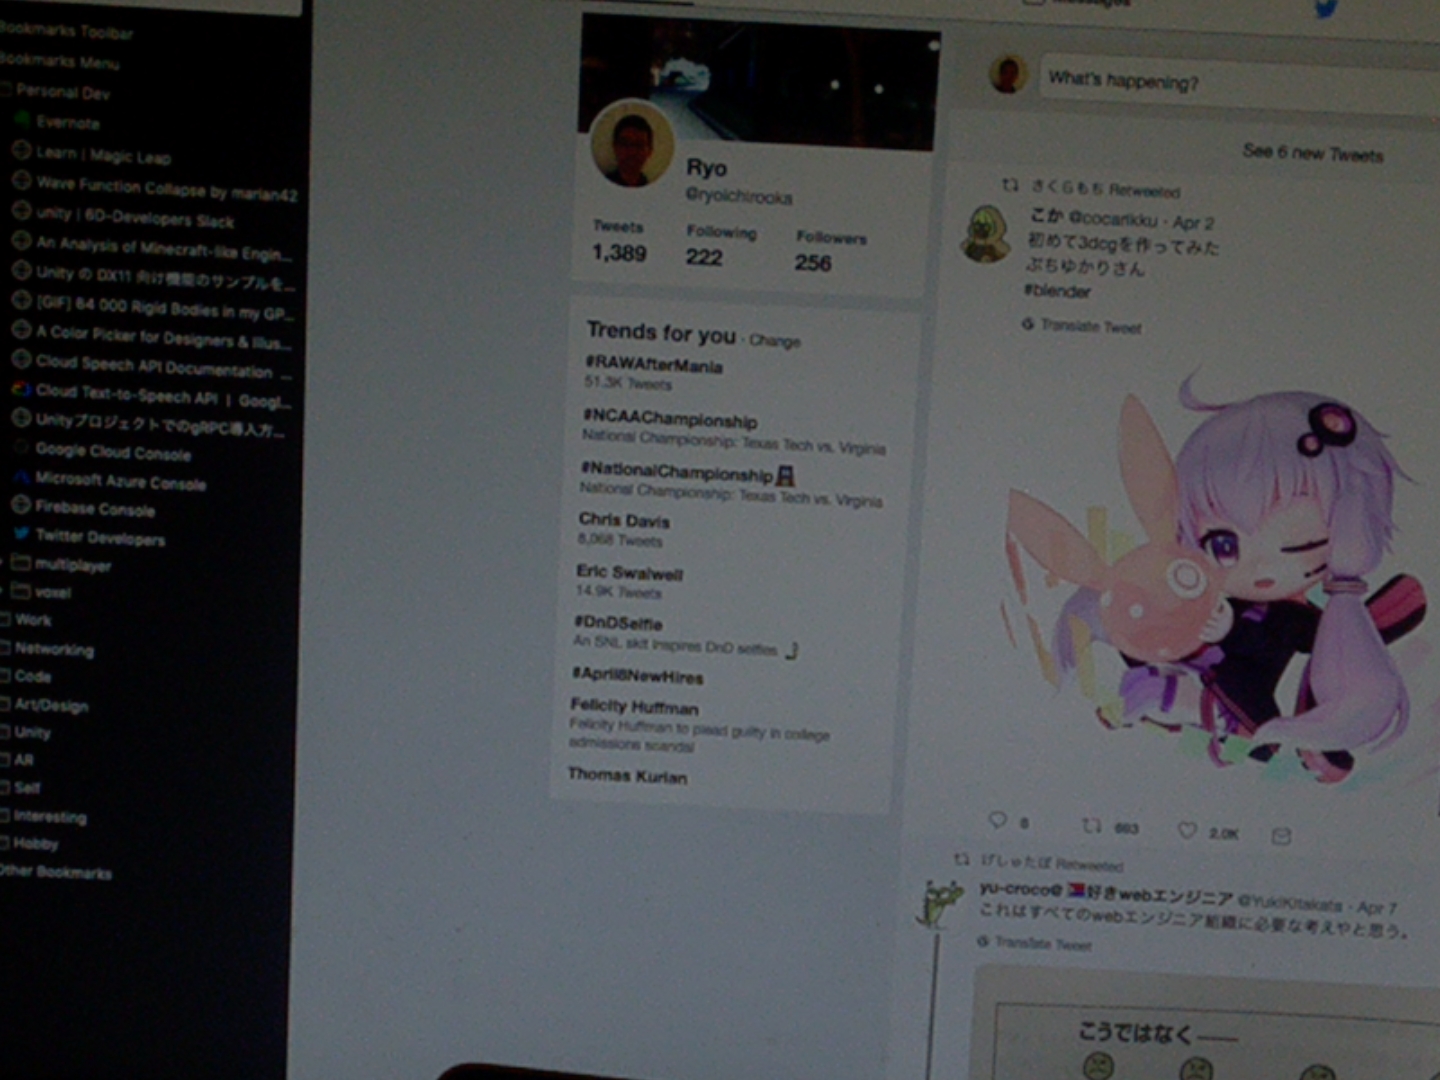 Bookmarks Toolbar
Bookmarks Menu
Personal Dev
Evernote
Learn | Magic Leap
Wave Function Collapse by marian42
unity | 6D-Developers Slack
An Analysis of Minecraft-like Engin...
Unity の DX11 向け機能のサンプルを...
[GIF] 64 000 Rigid Bodies in my GP...
A Color Picker for Designers & Illus...
Cloud Speech API Documentation ...
Cloud Text-to-Speech API | Googl...
UnityプロジェクトでのgRPC導入方...
Google Cloud Console
Microsoft Azure Console
Firebase Console
Twitter Developers
multiplayer
voxel
Work
Networking
Code
Art/Design
Unity
AR
Self
Interesting
Hobby
Other Bookmarks
Ryo
@ryoichirooka
Tweets Following Followers
1,389 222 256
Trends for you · Change
#RAWAfterMania
51.3K Tweets
#NCAAChampionship
National Championship: Texas Tech vs. Virginia
#NationalChampionship
National Championship: Texas Tech vs. Virginia
Chris Davis
8,068 Tweets
Eric Swalwell
14.9K Tweets
#DnDSelfie
An SNL skit inspires DnD selfies 🤳
#April8NewHires
Felicity Huffman
Felicity Huffman to plead guilty in college
admissions scandal
Thomas Kurian
Messages
What's happening?
See 6 new Tweets
さくらもち Retweeted
こか @cocarikku · Apr 2
初めて3dcgを作ってみた
ぷちゆかりさん
#blender
Translate Tweet
8 693 2.0K
げしゅたぽ Retweeted
yu-croco@ 好きwebエンジニア @YukiKitakata · Apr 7
これはすべてのwebエンジニア組織に必要な考えやと思う。
Translate Tweet
こうではなく——